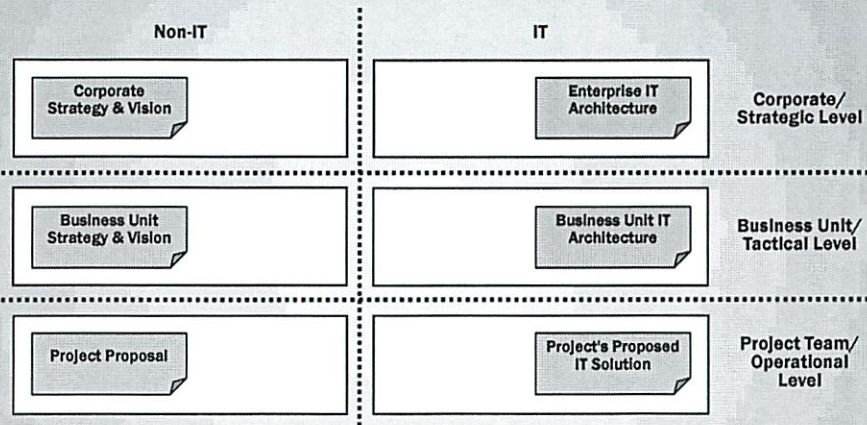 Non-IT
IT
Corporate
Strategy & Vision
Enterprise IT
Architecture
Corporate/
Strategic Level
Business Unit
Strategy & Vision
Business Unit IT
Architecture
Business Unit/
Tactical Level
Project Proposal
Project's Proposed
IT Solution
Project Team/
Operational
Level